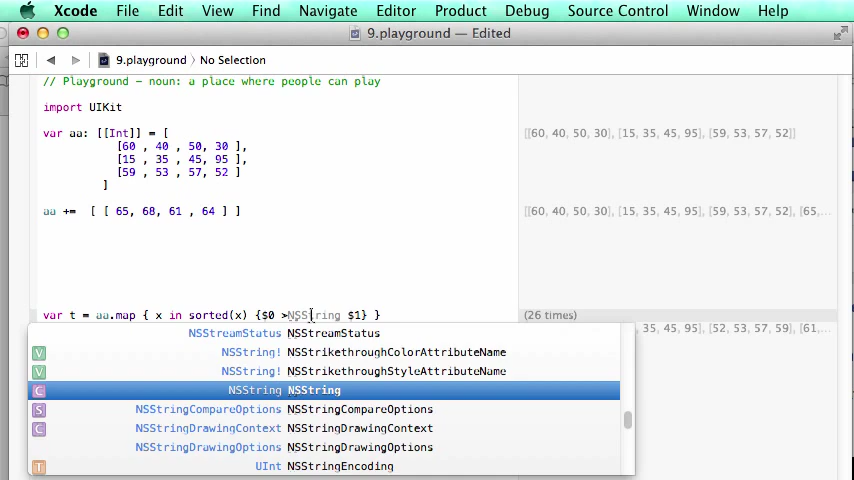 Xcode File Edit View Find Navigate Editor Product Debug Source Control Window Help
9.playground — Edited
9.playground No Selection
// Playground - noun: a place where people can play
import UIKit
var aa: [[Int]] = [ [[60, 40, 50, 30], [15, 35, 45, 95], [59, 53, 57, 52]]
[60 , 40 , 50, 30 ],
[15 , 35 , 45, 95 ],
[59 , 53 , 57, 52 ]
]
aa += [ [ 65, 68, 61 , 64 ] ] [[60, 40, 50, 30], [15, 35, 45, 95], [59, 53, 57, 52], [65,...
var t = aa.map { x in sorted(x) {$0 >NSString $1} } (26 times)
35, 45, 95], [52, 53, 57, 59], [61,...
NSStreamStatus NSStreamStatus
V NSString! NSStrikethroughColorAttributeName
V NSString! NSStrikethroughStyleAttributeName
C NSString NSString
S NSStringCompareOptions NSStringCompareOptions
C NSStringDrawingContext NSStringDrawingContext
NSStringDrawingOptions NSStringDrawingOptions
T UInt NSStringEncoding